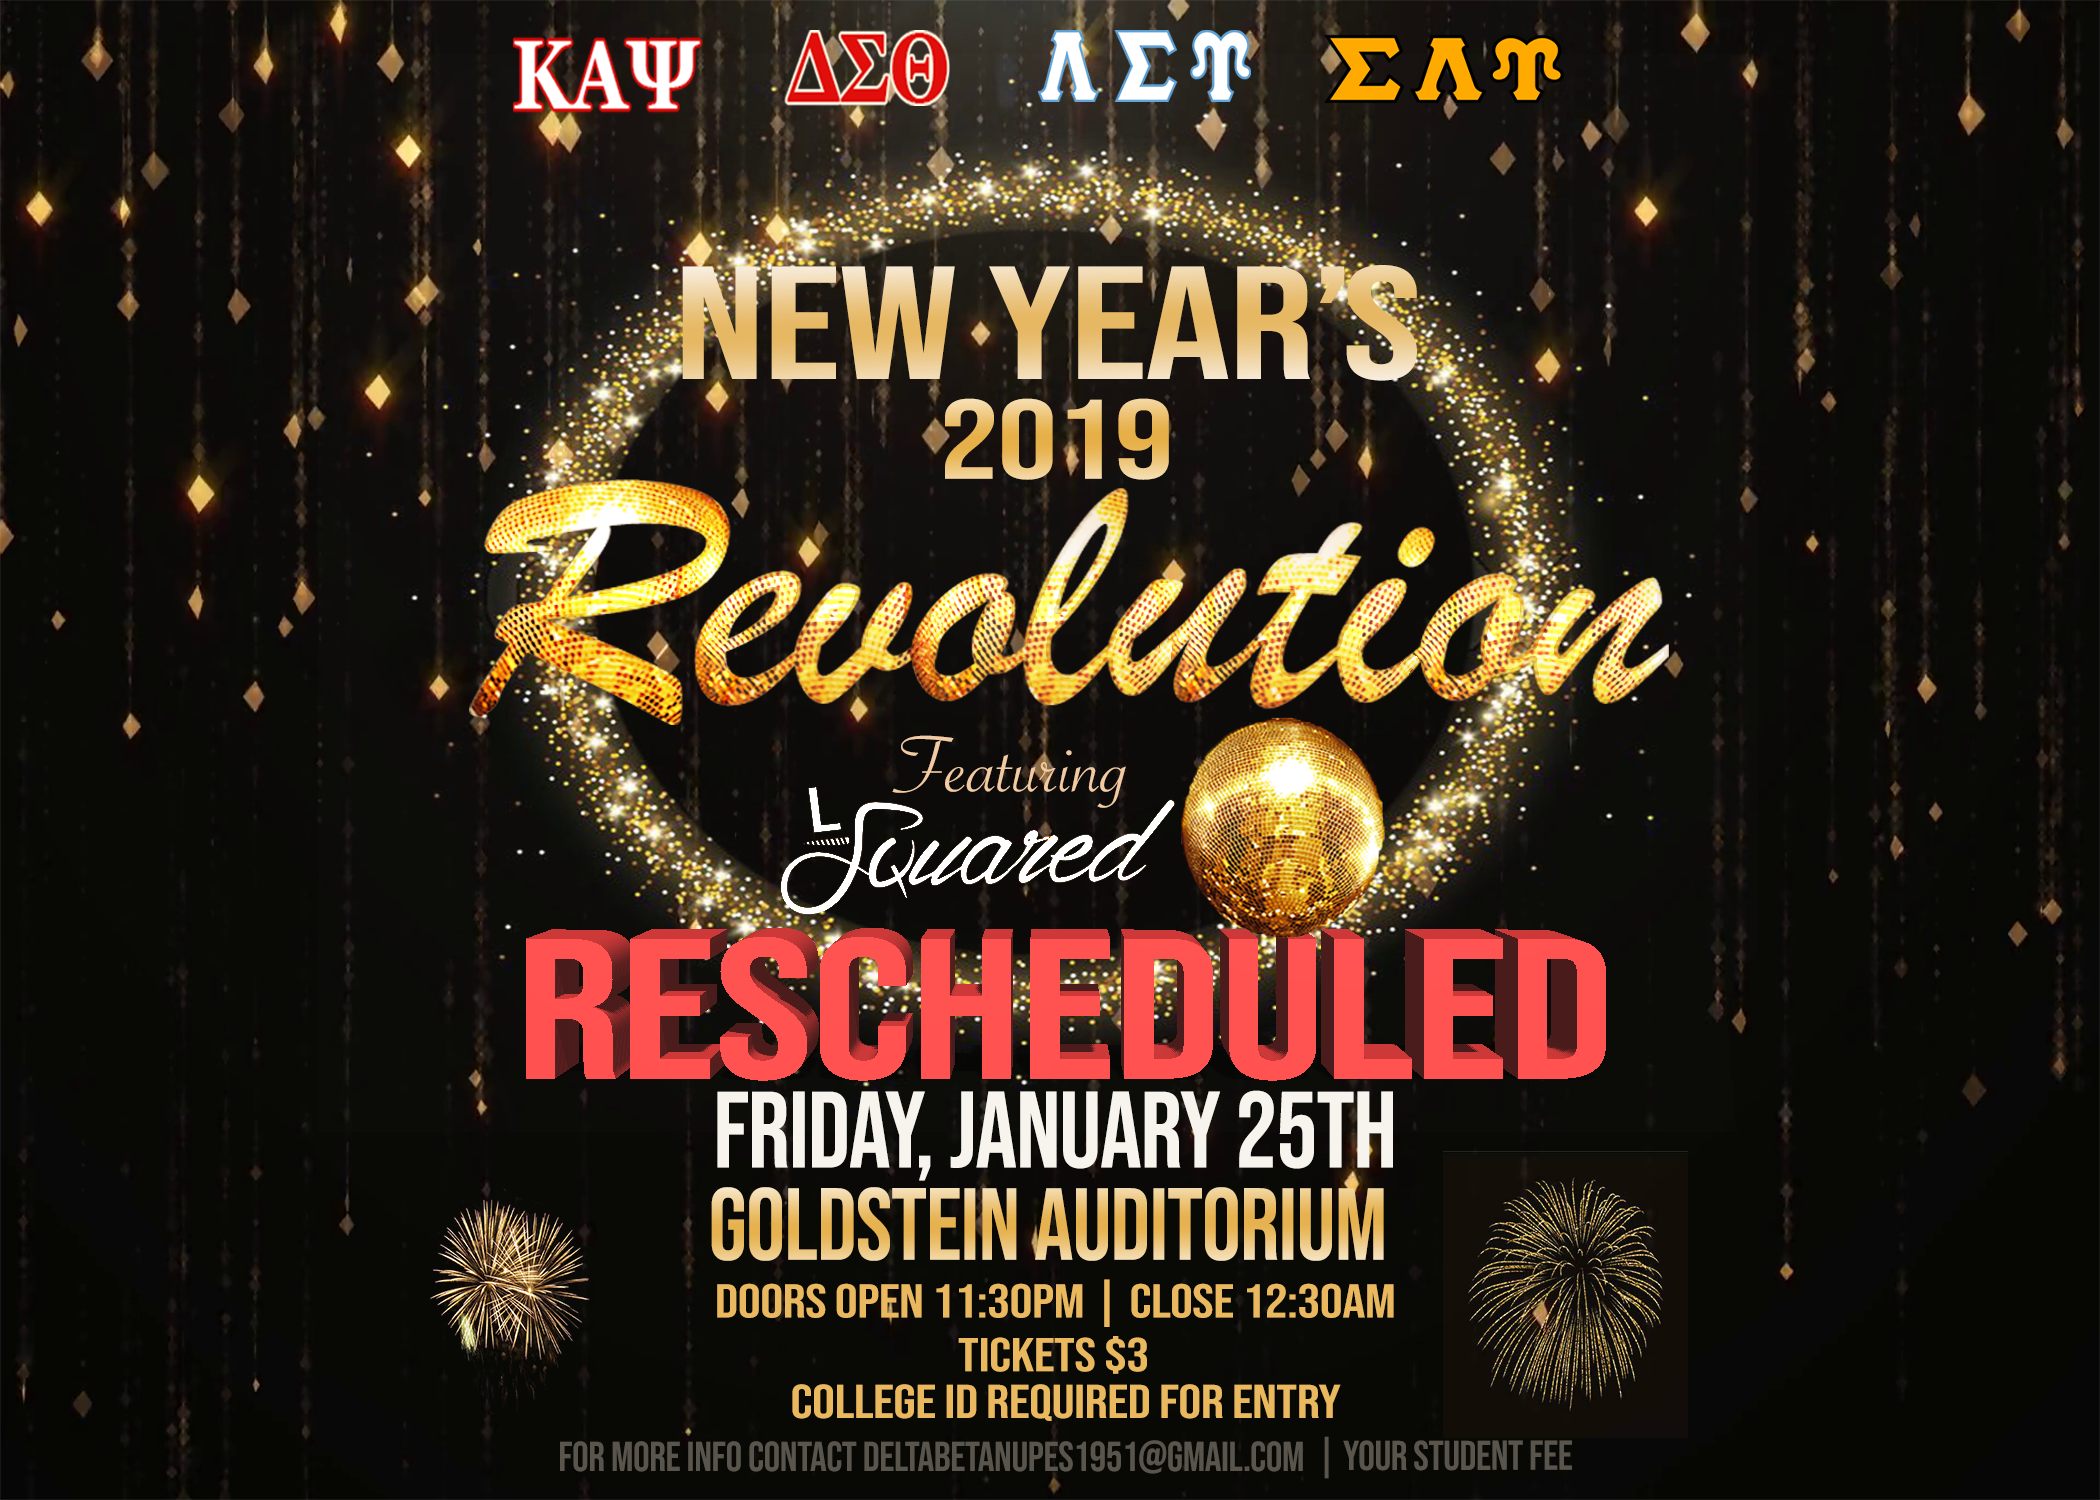 ΚΑΨ ΔΣΘ ΛΣΥ ΣΛΥ
NEW YEAR'S
2019
Revolution
Featuring
L Squared
RESCHEDULED
FRIDAY, JANUARY 25TH
GOLDSTEIN AUDITORIUM
DOORS OPEN 11:30PM | CLOSE 12:30AM
TICKETS $3
COLLEGE ID REQUIRED FOR ENTRY
FOR MORE INFO CONTACT DELTABETANUPES1951@GMAIL.COM | YOUR STUDENT FEE